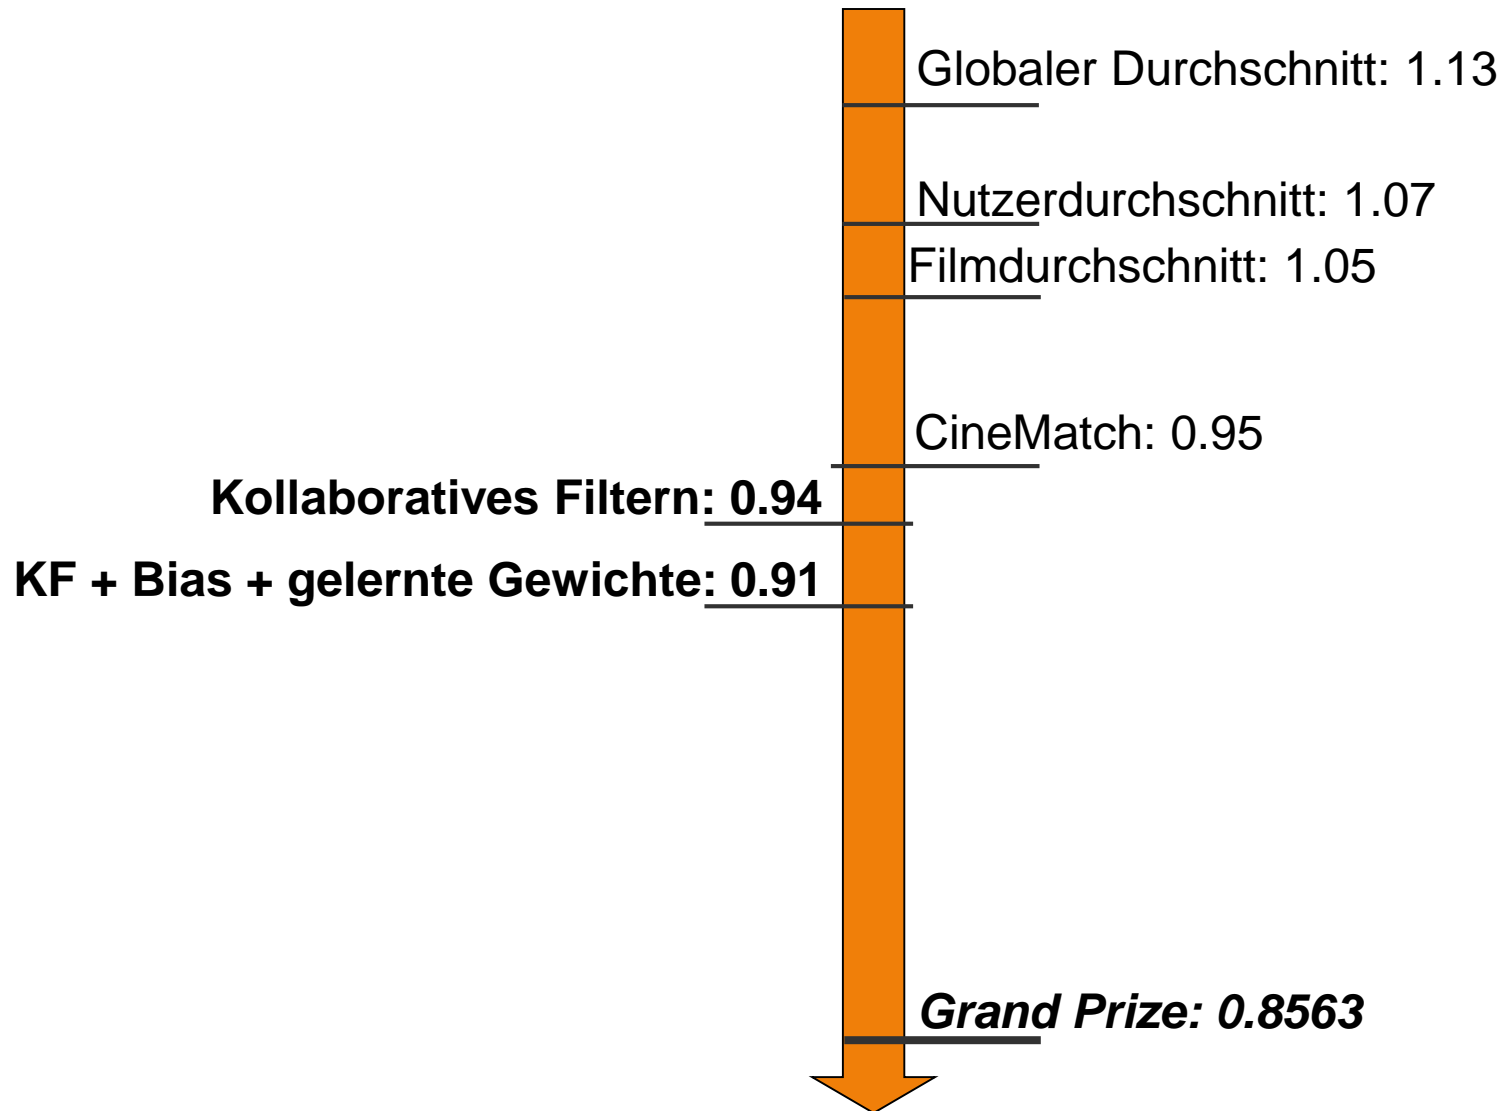 Globaler Durchschnitt: 1.13
Nutzerdurchschnitt: 1.07
Filmdurchschnitt: 1.05
CineMatch: 0.95
Kollaboratives Filtern: 0.94
KF + Bias + gelernte Gewichte: 0.91
Grand Prize: 0.8563